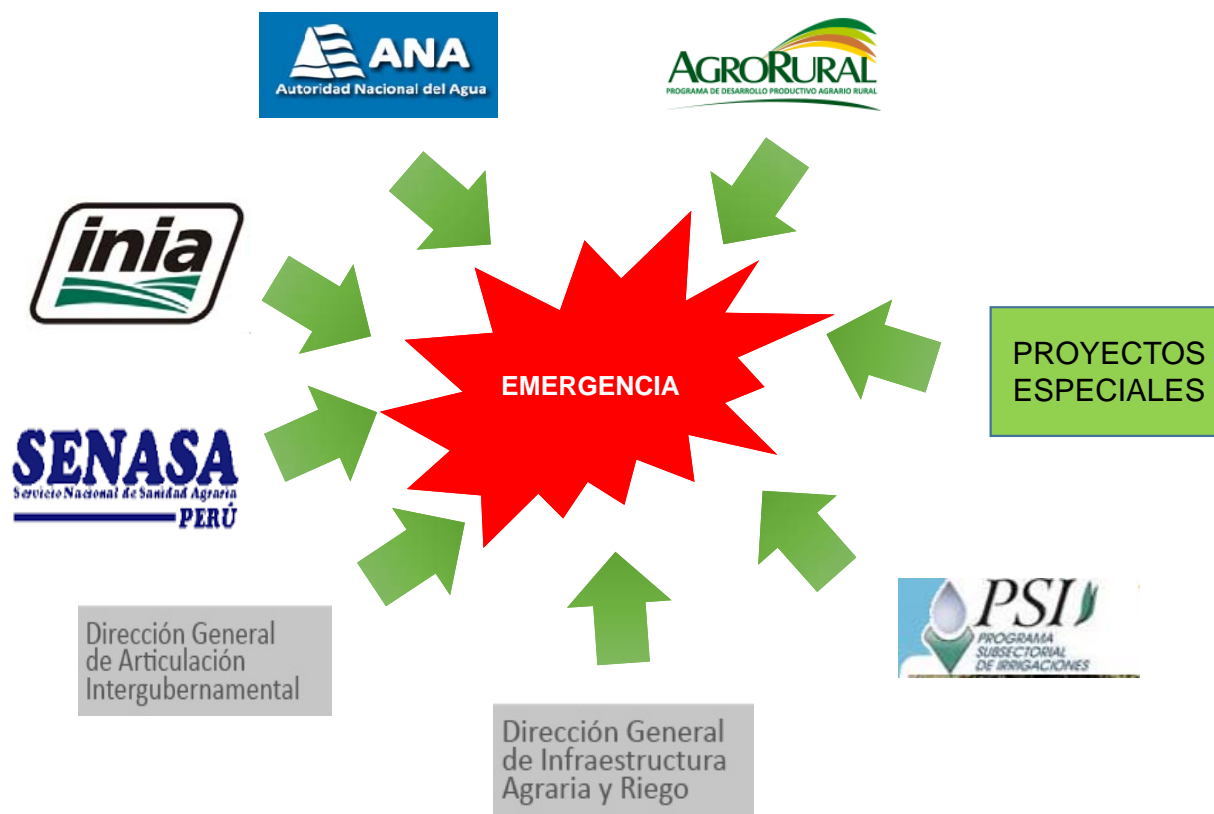 ANA
Autoridad Nacional del Agua
AGRORURAL
PROGRAMA DE DESARROLLO PRODUCTIVO AGRARIO RURAL
inia
EMERGENCIA
PROYECTOS
ESPECIALES
SENASA
Servicio Nacional de Sanidad Agraria
PERÚ
PSI
PROGRAMA
SUBSECTORIAL
DE IRRIGACIONES
Dirección General
de Articulación
Intergubernamental
Dirección General
de Infraestructura
Agraria y Riego